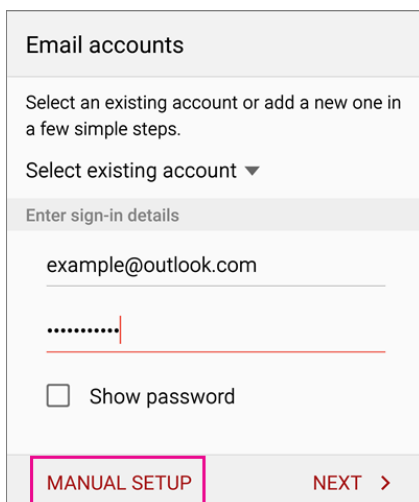 Email accounts
Select an existing account or add a new one in
a few simple steps.
Select existing account
Enter sign-in details
example@outlook.com
•••••••••••
Show password
MANUAL SETUP
NEXT >